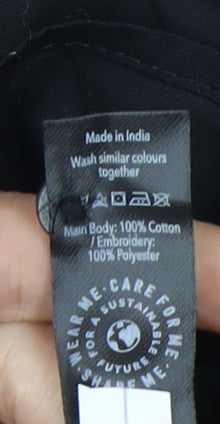 Made in India
Wash similar colours
together
Main Body: 100% Cotton
/ Embroidery:
100% Polyester
WEAR ME · CARE FOR ME · SHARE ME ·
FOR A SUSTAINABLE FUTURE